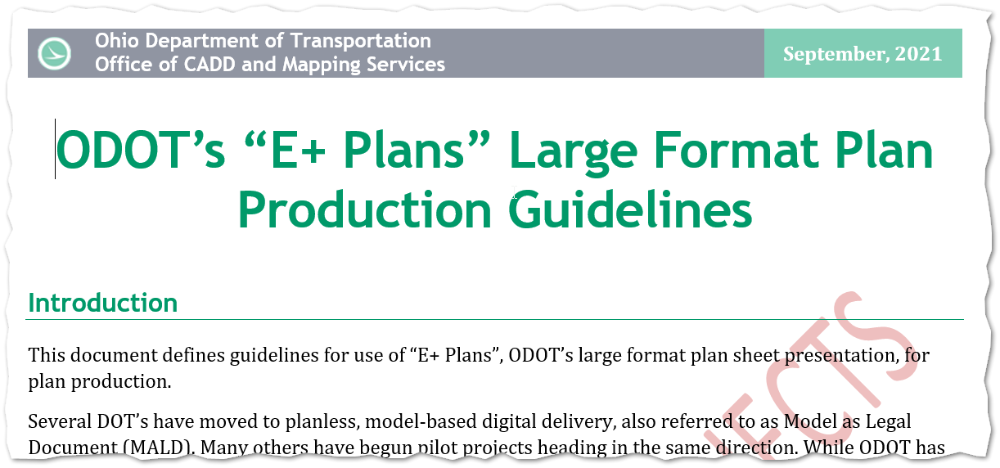 Ohio Department of Transportation
Office of CADD and Mapping Services
September, 2021
ODOT’s “E+ Plans” Large Format Plan
Production Guidelines
Introduction
This document defines guidelines for use of “E+ Plans”, ODOT’s large format plan sheet presentation, for
plan production.
Several DOT’s have moved to planless, model-based digital delivery, also referred to as Model as Legal
Document (MALD). Many others have begun pilot projects heading in the same direction. While ODOT has